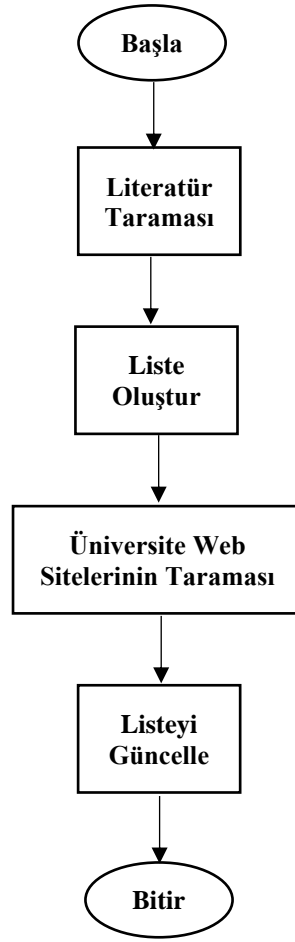 Başla
Literatür
Taraması
Liste
Oluştur
Üniversite Web
Sitelerinin Taraması
Listeyi
Güncelle
Bitir